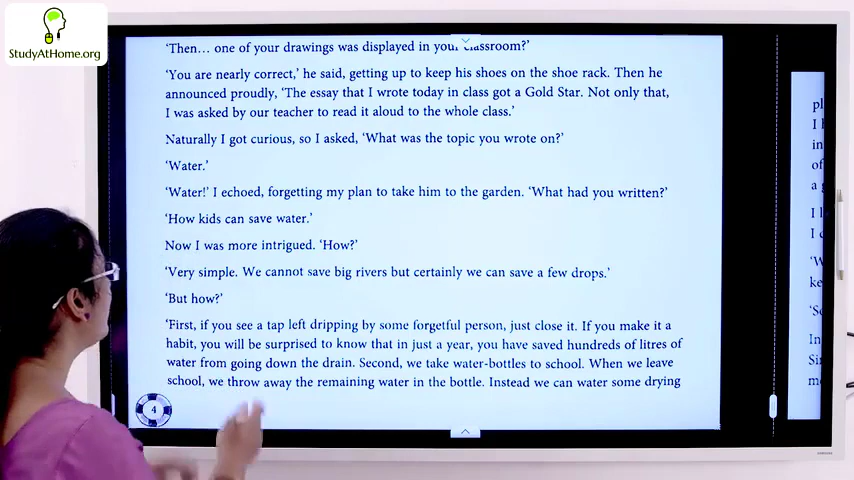 StudyAtHome.org
'Then... one of your drawings was displayed in your classroom?'
'You are nearly correct,' he said, getting up to keep his shoes on the shoe rack. Then he
announced proudly, 'The essay that I wrote today in class got a Gold Star. Not only that,
I was asked by our teacher to read it aloud to the whole class.'
Naturally I got curious, so I asked, 'What was the topic you wrote on?'
'Water.'
'Water!' I echoed, forgetting my plan to take him to the garden. 'What had you written?'
'How kids can save water.'
Now I was more intrigued. 'How?'
'Very simple. We cannot save big rivers but certainly we can save a few drops.'
'But how?'
'First, if you see a tap left dripping by some forgetful person, just close it. If you make it a
habit, you will be surprised to know that in just a year, you have saved hundreds of litres of
water from going down the drain. Second, we take water-bottles to school. When we leave
school, we throw away the remaining water in the bottle. Instead we can water some drying
4
pl
I
in
of
a
I
I
ke
In
Si